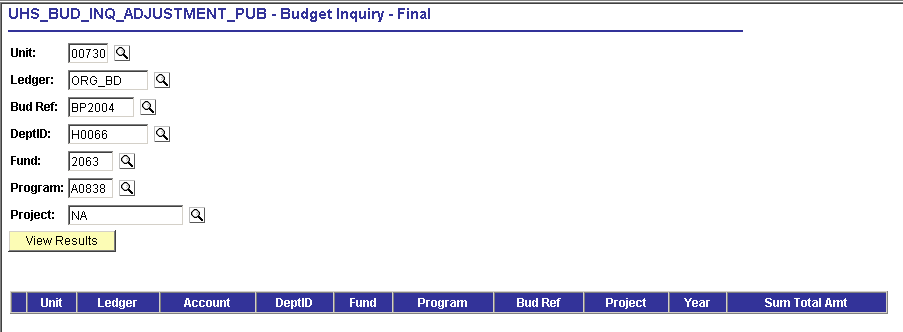 UHS_BUD_INQ_ADJUSTMENT_PUB - Budget Inquiry - Final
Unit: 00730
Ledger: ORG_BD
Bud Ref: BP2004
DeptID: H0066
Fund: 2063
Program: A0838
Project: NA
View Results
Unit Ledger Account DeptID Fund Program Bud Ref Project Year Sum Total Amt